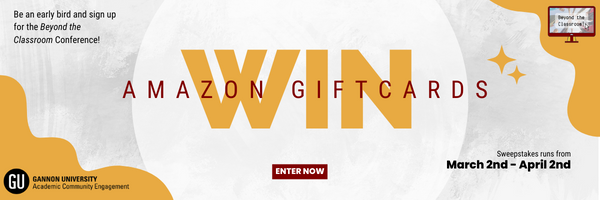 Be an early bird and sign up
for the Beyond the
Classroom Conference!
Beyond the
Classroom!
WIN
AMAZON GIFTCARDS
Sweepstakes runs from
March 2nd - April 2nd
ENTER NOW
GU
GANNON UNIVERSITY
Academic Community Engagement